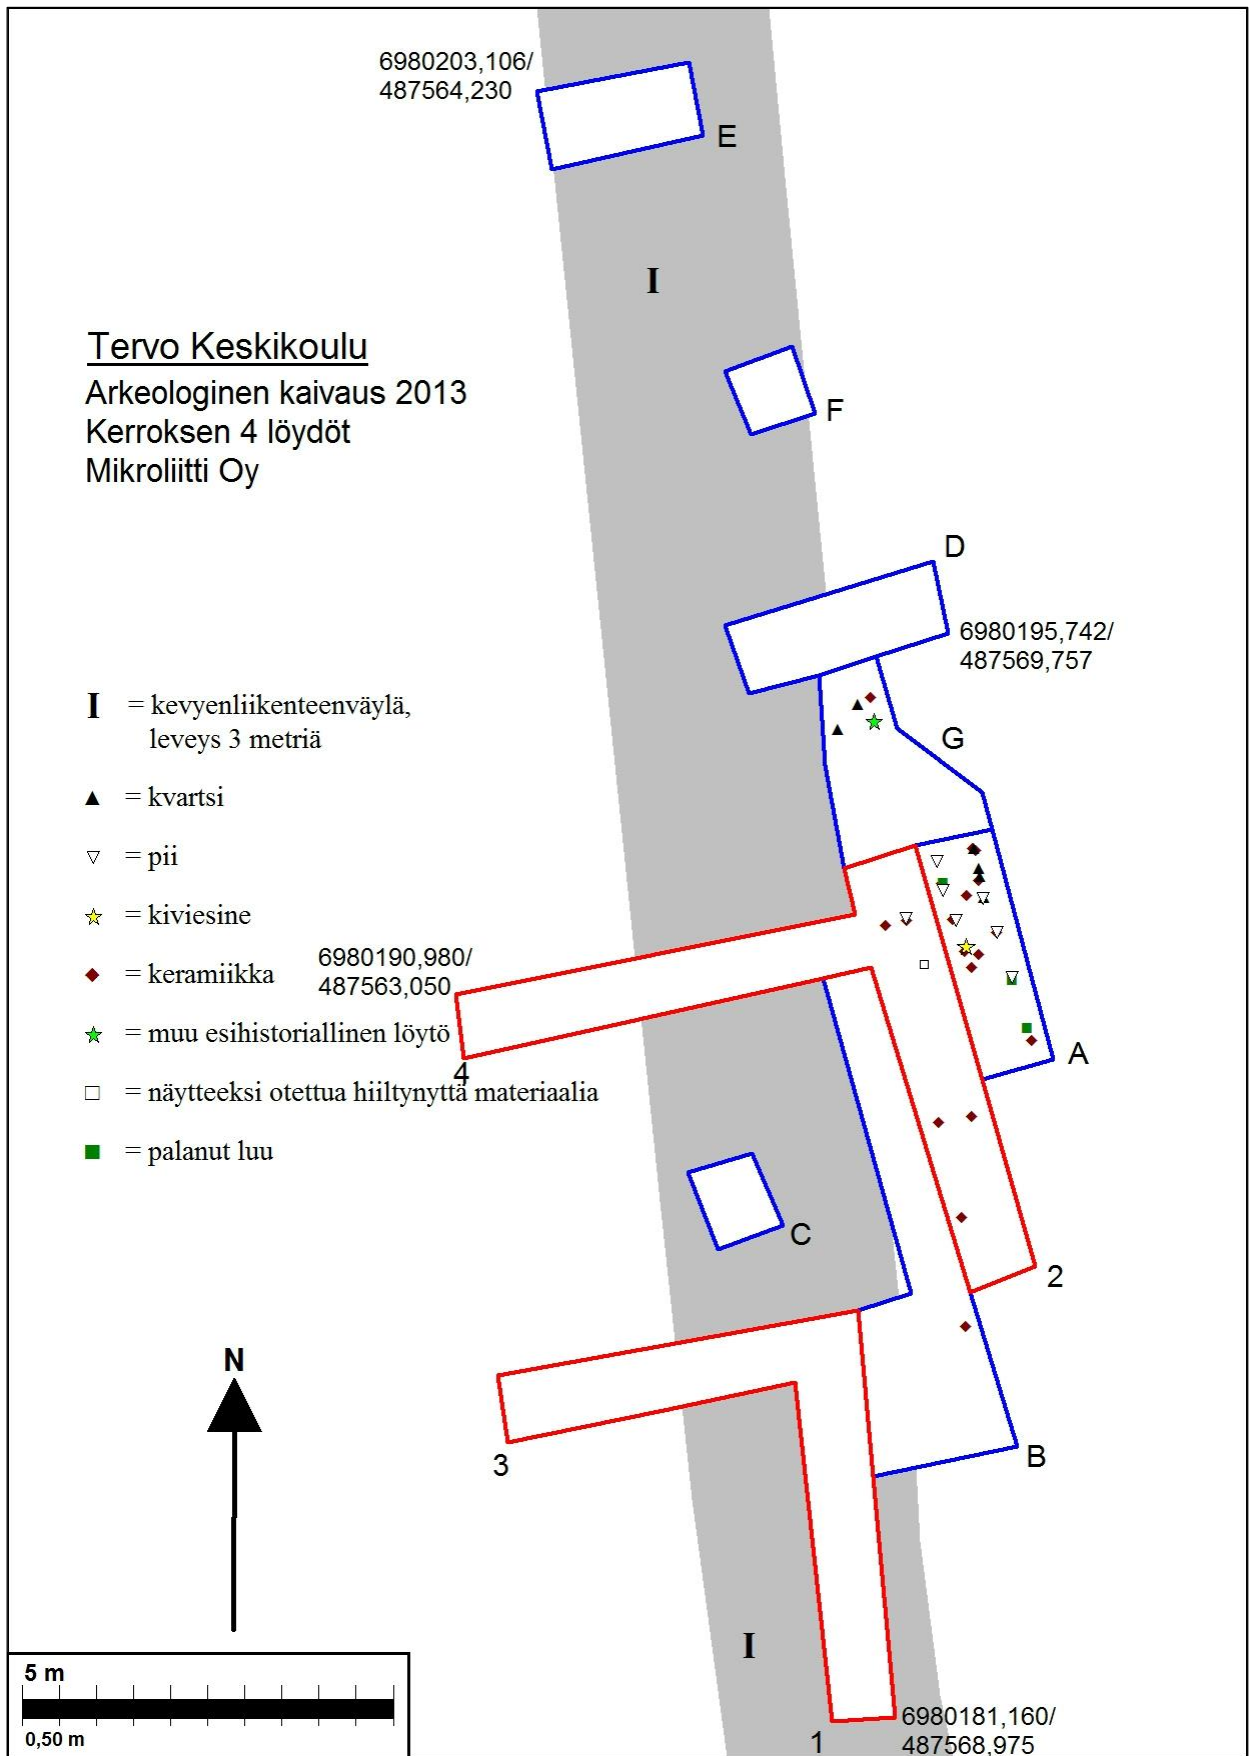 6980203,106/
487564,230
E
I
Tervo Keskikoulu
Arkeologinen kaivaus 2013
Kerroksen 4 löydöt
Mikroliitti Oy
F
D
6980195,742/
487569,757
G
I = kevyenliikenteenväylä,
leveys 3 metriä
= kvartsi
= pii
= kiviesine
= keramiikka
6980190,980/
487563,050
= muu esihistoriallinen löytö
4
= näytteeksi otettua hiiltynyttä materiaalia
= palanut luu
A
C
2
N
3
B
I
5 m
0,50 m
1
6980181,160/
487568,975